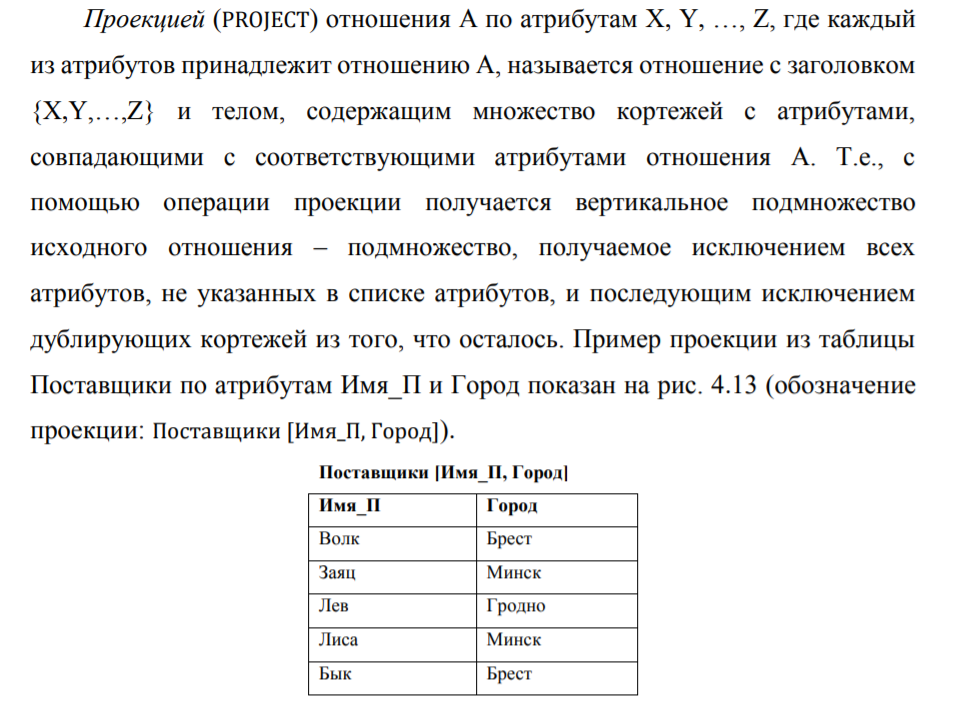 Проекцией (PROJECT) отношения A по атрибутам X, Y, …, Z, где каждый
из атрибутов принадлежит отношению A, называется отношение с заголовком
{X,Y,…,Z} и телом, содержащим множество кортежей с атрибутами,
совпадающими с соответствующими атрибутами отношения A. Т.е., с
помощью операции проекции получается вертикальное подмножество
исходного отношения – подмножество, получаемое исключением всех
атрибутов, не указанных в списке атрибутов, и последующим исключением
дублирующих кортежей из того, что осталось. Пример проекции из таблицы
Поставщики по атрибутам Имя_П и Город показан на рис. 4.13 (обозначение
проекции: Поставщики [Имя_П, Город]).
Поставщики [Имя_П, Город]
Имя_П Город
Волк Брест
Заяц Минск
Лев Гродно
Лиса Минск
Бык Брест